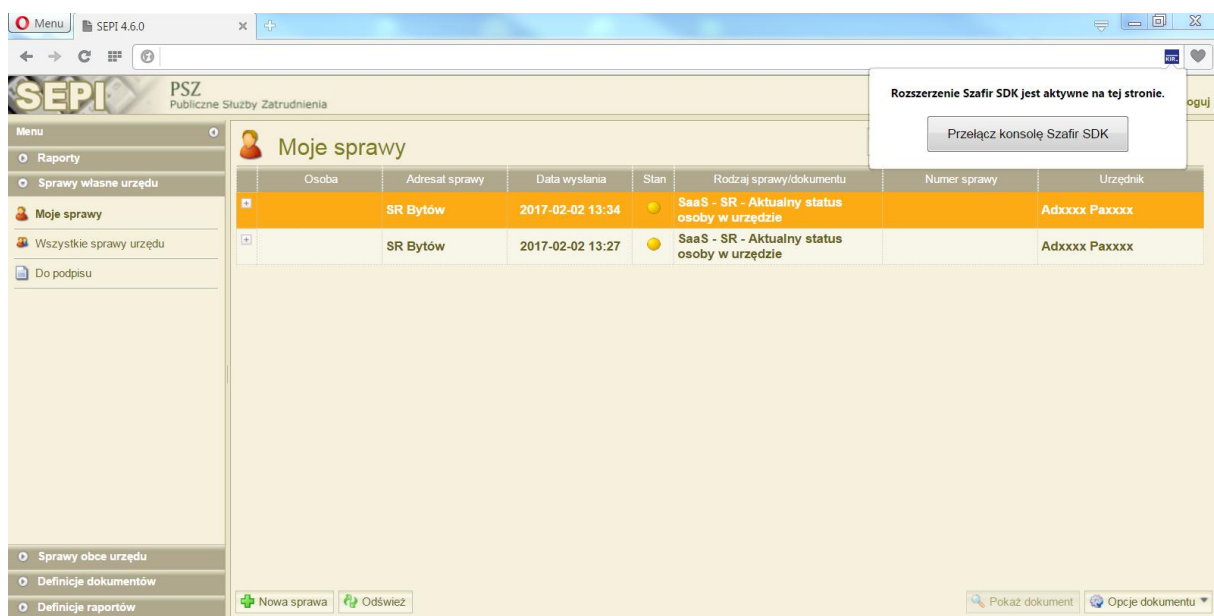 Menu
SEPI 4.6.0
KIR.
SEPI
PSZ
Publiczne Służby Zatrudnienia
Rozszerzenie Szafir SDK jest aktywne na tej stronie.
Przełącz konsolę Szafir SDK
oguj
Menu
Raporty
Sprawy własne urzędu
Moje sprawy
Wszystkie sprawy urzędu
Do podpisu
Moje sprawy
Osoba Adresat sprawy Data wysłania Stan Rodzaj sprawy/dokumentu Numer sprawy Urzędnik
SR Bytów 2017-02-02 13:34 SaaS - SR - Aktualny status osoby w urzędzie Adxxxx Paxxxx
SR Bytów 2017-02-02 13:27 SaaS - SR - Aktualny status osoby w urzędzie Adxxxx Paxxxx
Sprawy obce urzędu
Definicje dokumentów
Definicje raportów
Nowa sprawa Odśwież Pokaż dokument Opcje dokumentu